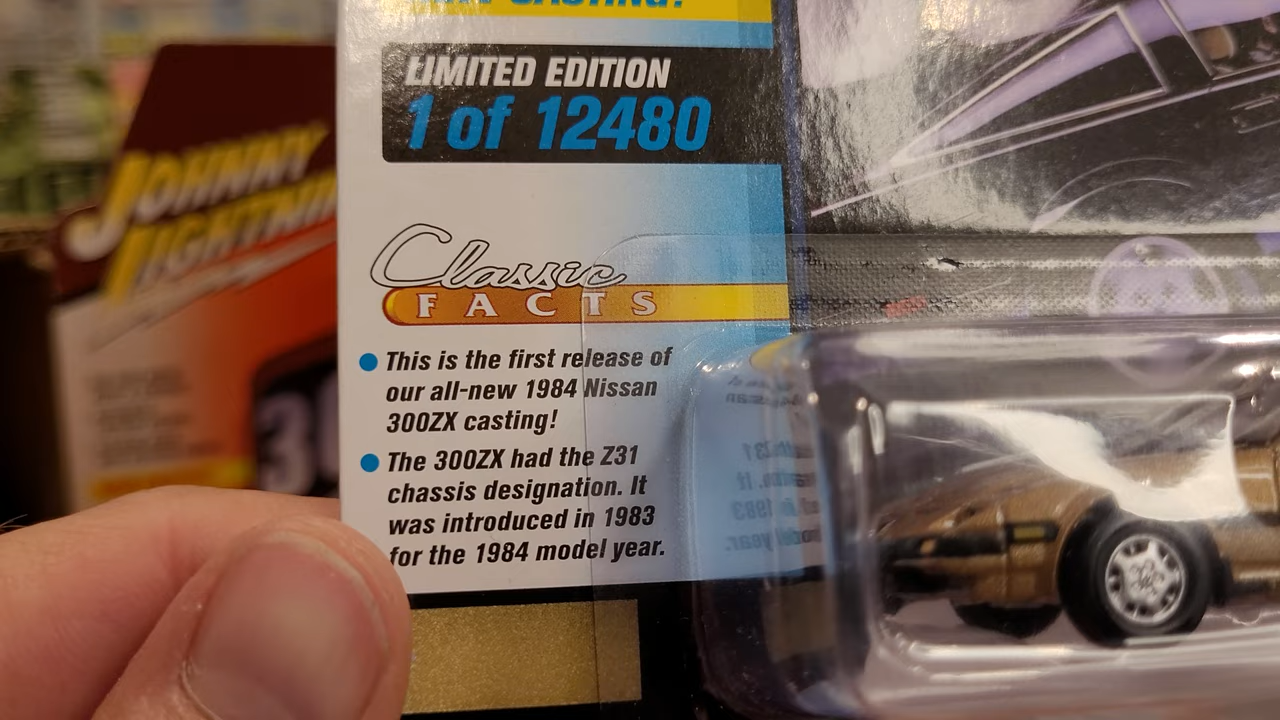 CASTING!
LIMITED EDITION
1 of 12480
Classic
FACTS
This is the first release of
our all-new 1984 Nissan
300ZX casting!
The 300ZX had the Z31
chassis designation. It
was introduced in 1983
for the 1984 model year.
JOHNNY
LIGHTNING